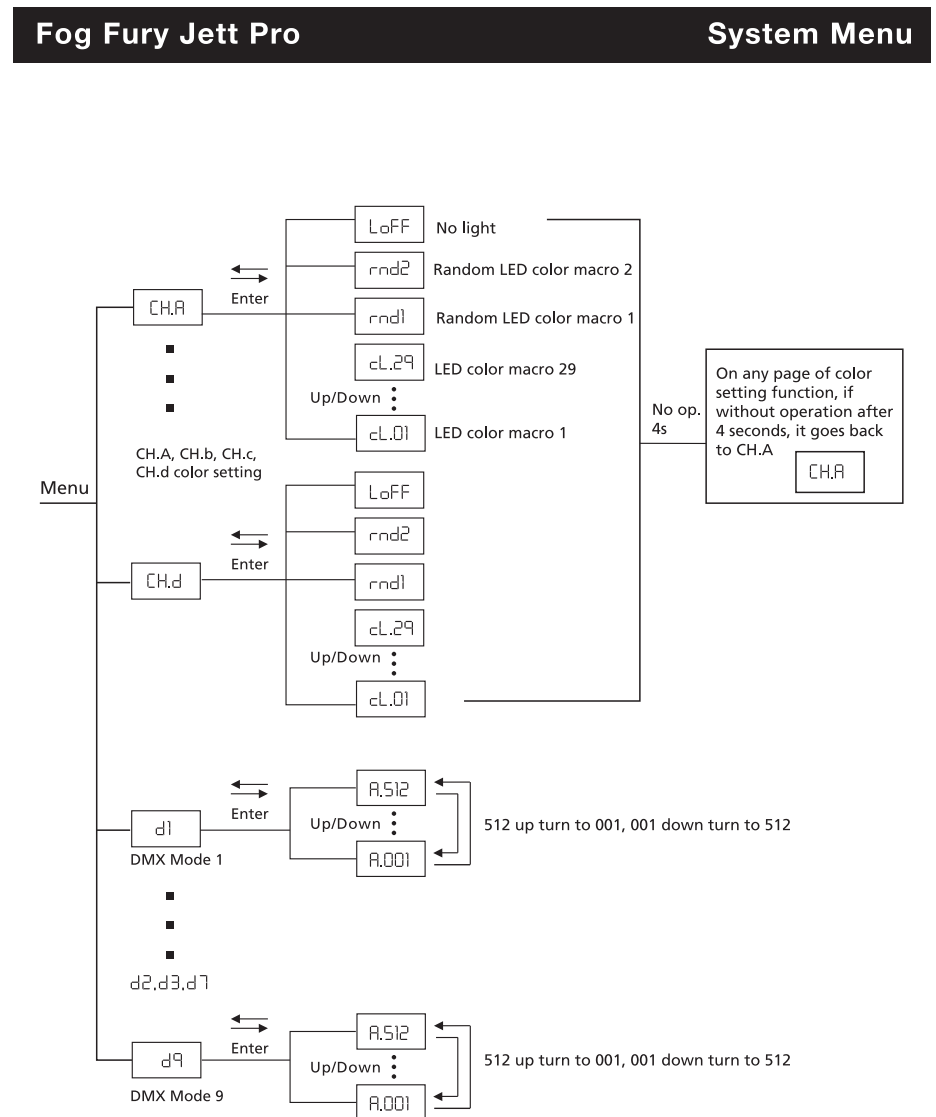 Fog Fury Jett Pro
System Menu
LoFF
No light
rnd2
Random LED color macro 2
Enter
CH.A
rnd1
Random LED color macro 1
cL.29
LED color macro 29
Up/Down
cL.01
LED color macro 1
CH.A, CH.b, CH.c,
CH.d color setting
No op.
4s
On any page of color
setting function, if
without operation after
4 seconds, it goes back
to CH.A
CH.A
Menu
LoFF
rnd2
Enter
CH.d
rnd1
cL.29
Up/Down
cL.01
A.512
Enter
d1
Up/Down
512 up turn to 001, 001 down turn to 512
DMX Mode 1
A.001
d2,d3,d7
A.512
Enter
d9
Up/Down
512 up turn to 001, 001 down turn to 512
DMX Mode 9
A.001